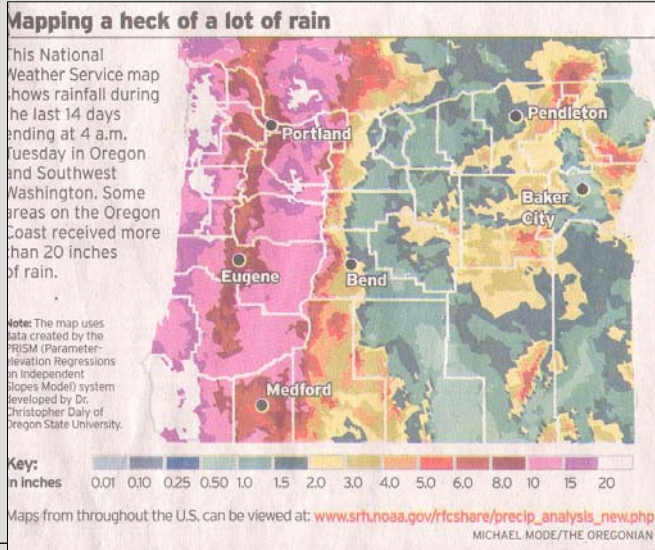 Mapping a heck of a lot of rain
This National
Weather Service map
shows rainfall during
the last 14 days
ending at 4 a.m.
Tuesday in Oregon
and Southwest
Washington. Some
areas on the Oregon
Coast received more
than 20 inches
of rain.
Note: The map uses
data created by the
PRISM (Parameter-
elevation Regressions
on Independent
Slopes Model) system
developed by Dr.
Christopher Daly of
Oregon State University.
Portland
Pendleton
Baker
City
Eugene
Bend
Medford
Key:
in inches
0.01 0.10 0.25 0.50 1.0 1.5 2.0 3.0 4.0 5.0 6.0 8.0 10 15 20
Maps from throughout the U.S. can be viewed at: www.srh.noaa.gov/rfcshare/precip_analysis_new.php
MICHAEL MODE/THE OREGONIAN